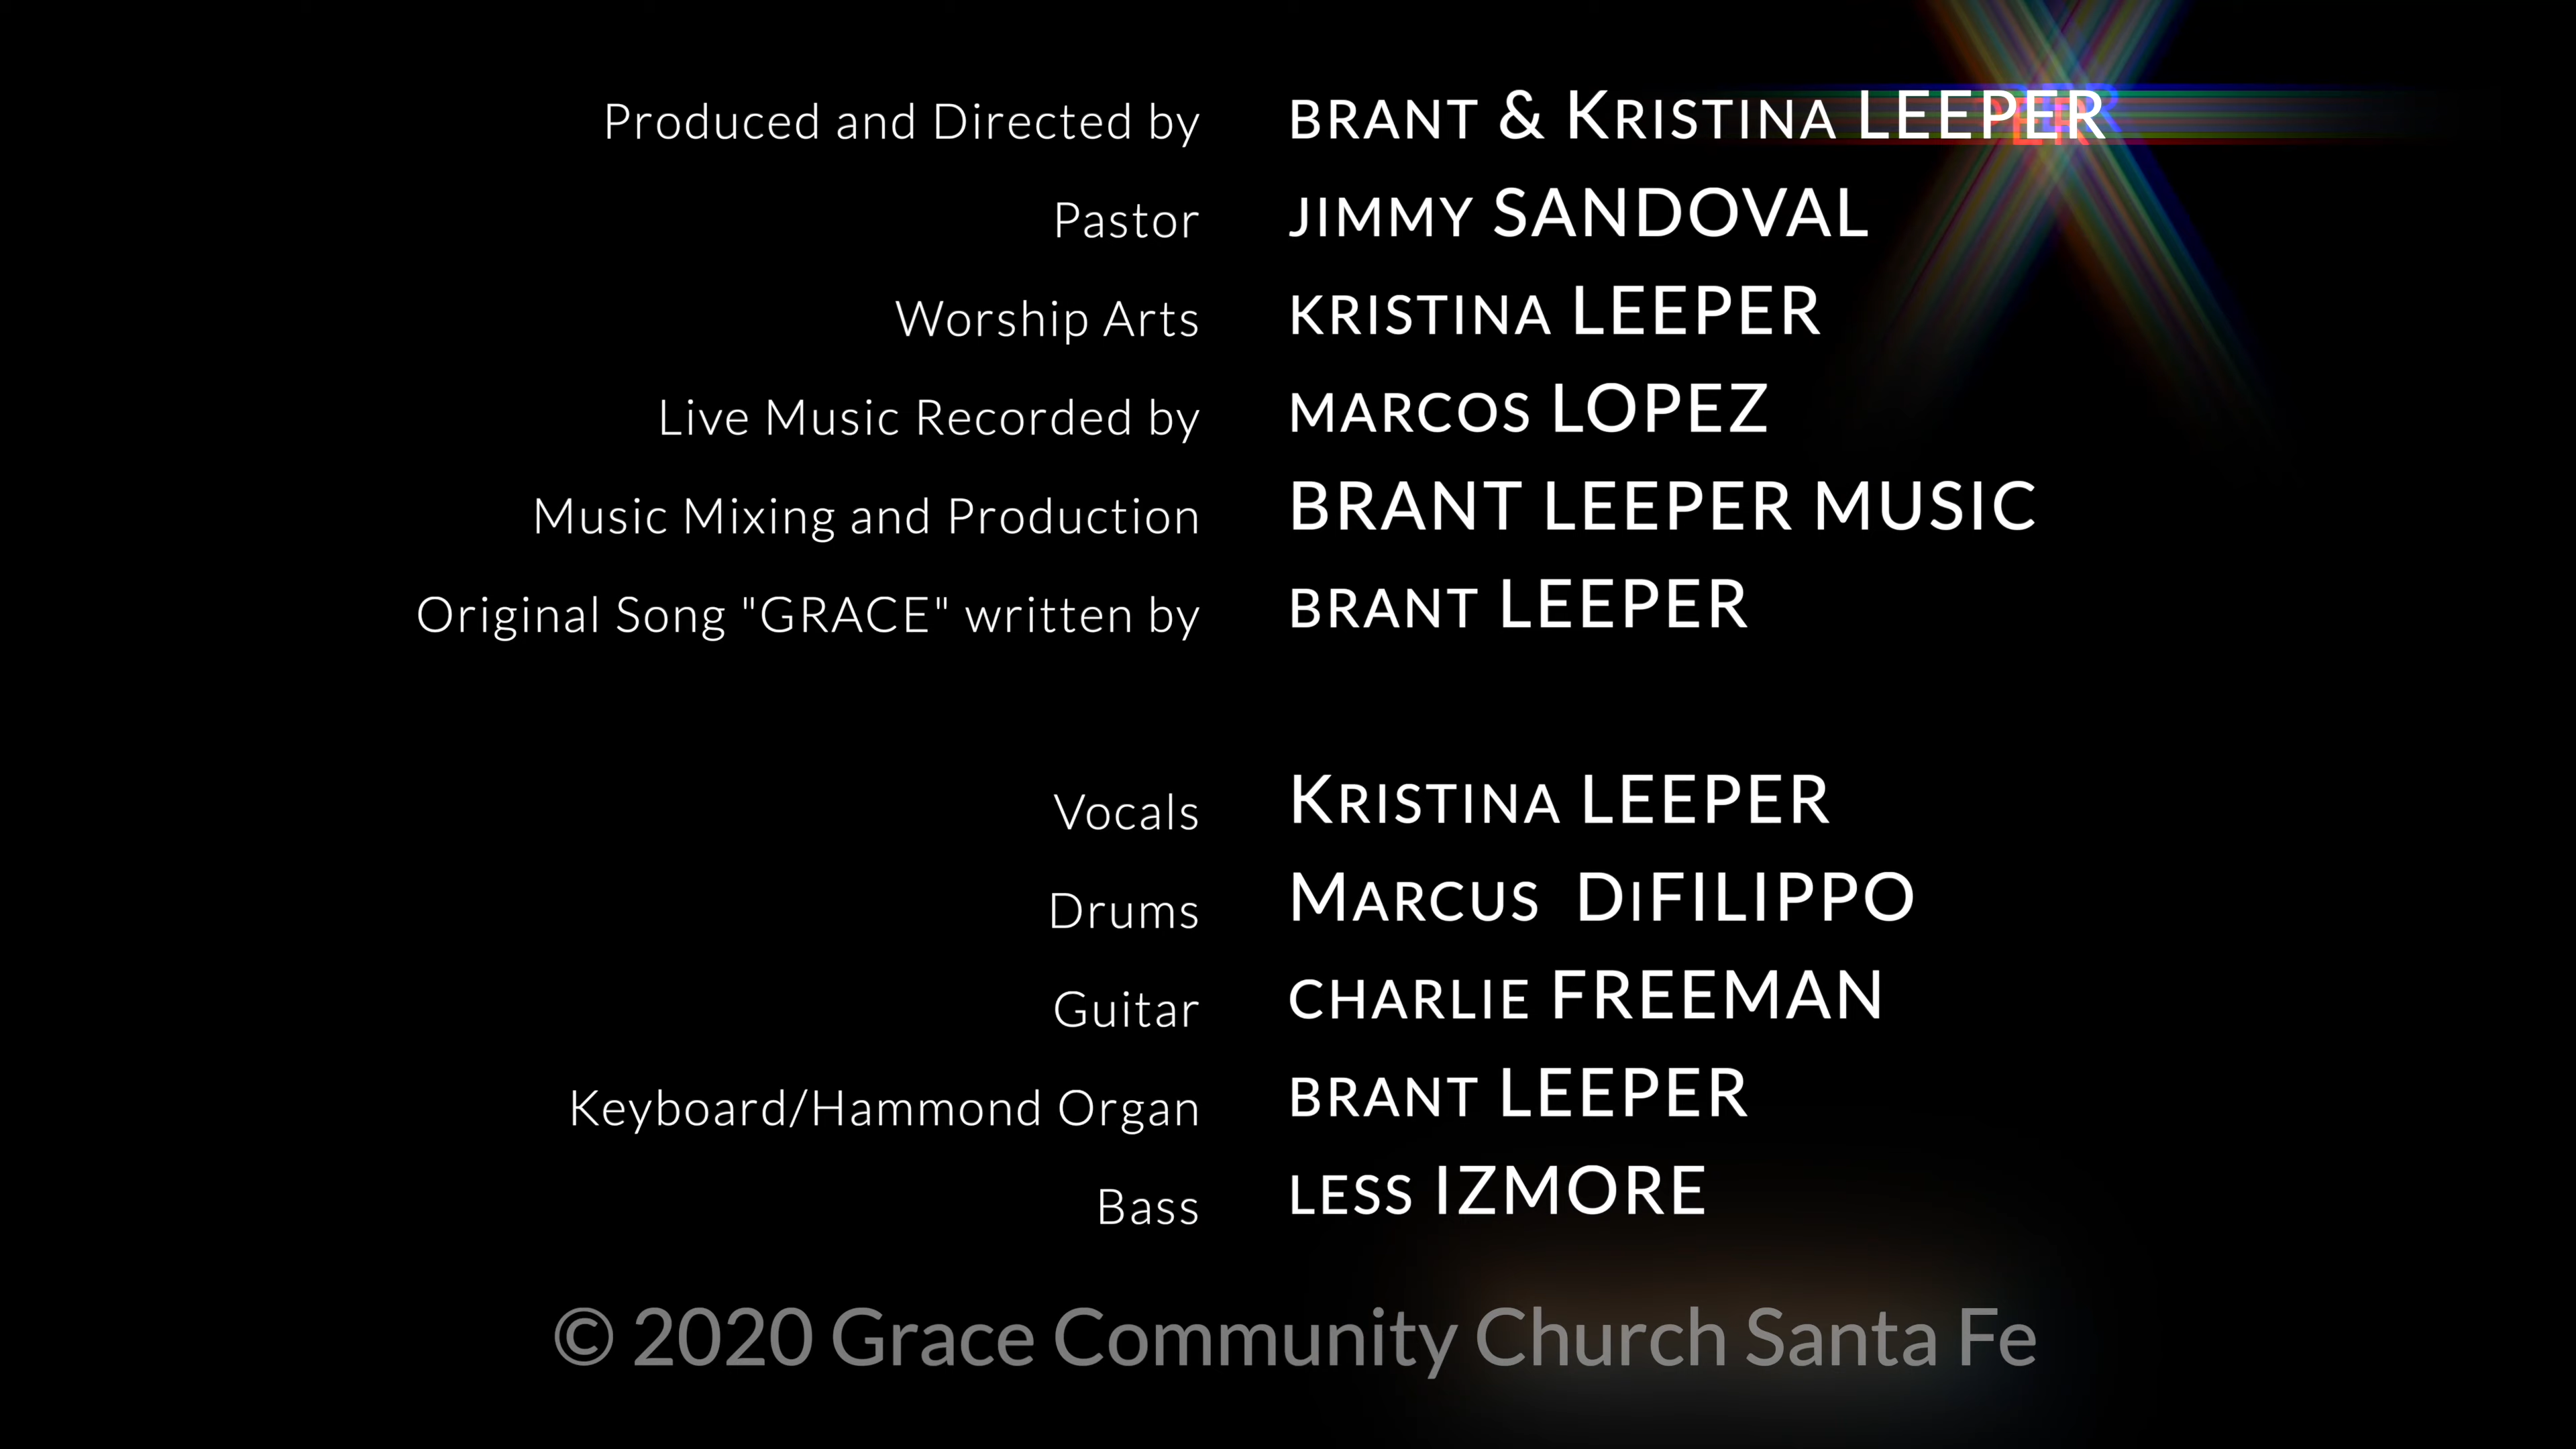 Produced and Directed by BRANT & KRISTINA LEEPER
Pastor JIMMY SANDOVAL
Worship Arts KRISTINA LEEPER
Live Music Recorded by MARCOS LOPEZ
Music Mixing and Production BRANT LEEPER MUSIC
Original Song "GRACE" written by BRANT LEEPER
Vocals KRISTINA LEEPER
Drums MARCUS DiFILIPPO
Guitar CHARLIE FREEMAN
Keyboard/Hammond Organ BRANT LEEPER
Bass LESS IZMORE
© 2020 Grace Community Church Santa Fe